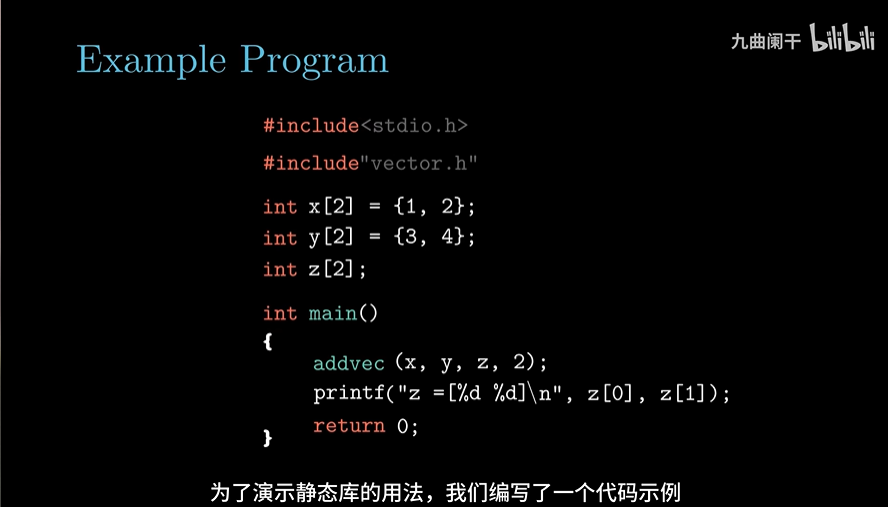 九曲阑干 bilibili
Example Program
#include<stdio.h>
#include"vector.h"
int x[2] = {1, 2};
int y[2] = {3, 4};
int z[2];
int main()
{
addvec (x, y, z, 2);
printf("z =[%d %d]\n", z[0], z[1]);
return 0;
}
为了演示静态库的用法，我们编写了一个代码示例